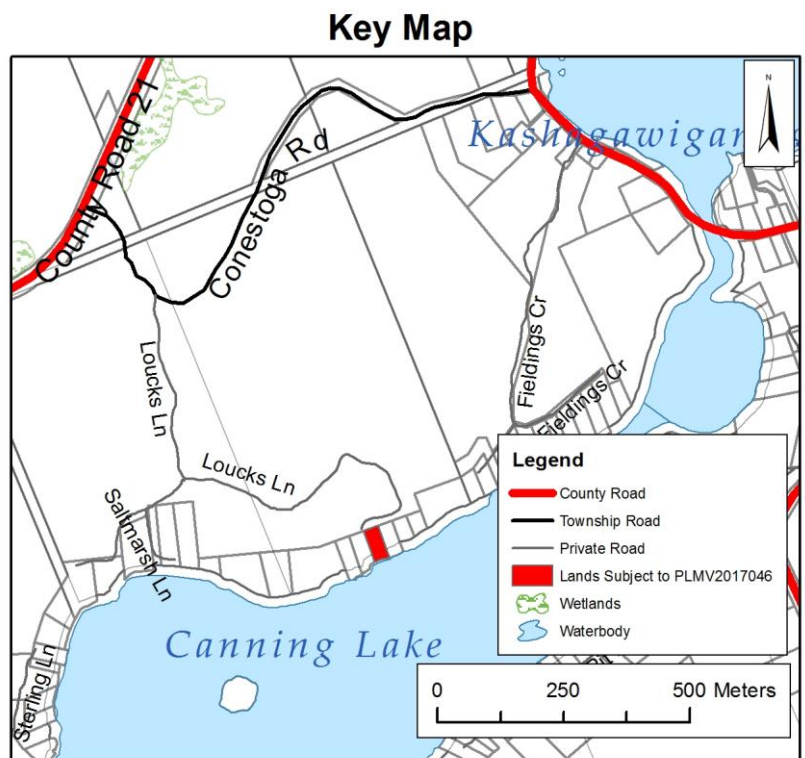 Key Map
N
County Road 21
Conestoga Rd
Loucks Ln
Loucks Ln
Fieldings Cr
Fieldings Cr
Saltmarsh Ln
Sterling Ln
Canning Lake
Legend
County Road
Township Road
Private Road
Lands Subject to PLMV2017046
Wetlands
Waterbody
0 250 500 Meters